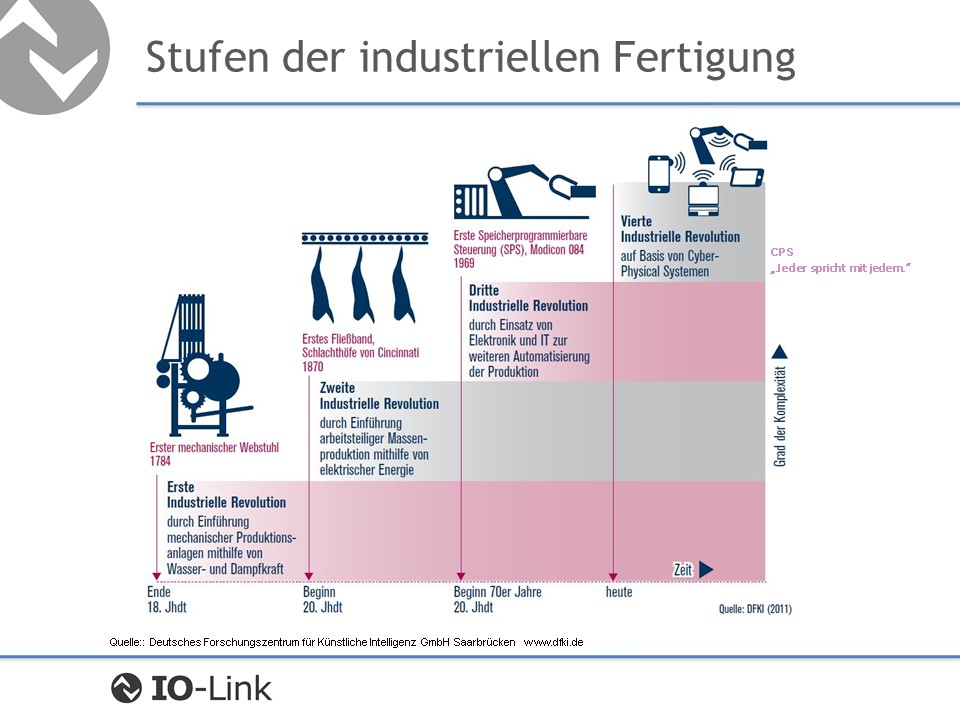 Stufen der industriellen Fertigung
Vierte
Industrielle Revolution
auf Basis von Cyber-
Physical Systemen
CPS
„Jeder spricht mit jedem.“
Erste Speicherprogrammierbare
Steuerung (SPS), Modicon 084
1969
Dritte
Industrielle Revolution
durch Einsatz von
Elektronik und IT zur
weiteren Automatisierung
der Produktion
Erstes Fließband,
Schlachthöfe von Cincinnati
1870
Zweite
Industrielle Revolution
durch Einführung
arbeitsteiliger Massen-
produktion mithilfe von
elektrischer Energie
Erster mechanischer Webstuhl
1784
Erste
Industrielle Revolution
durch Einführung
mechanischer Produktions-
anlagen mithilfe von
Wasser- und Dampfkraft
Grad der Komplexität
Zeit
Ende
18. Jhdt
Beginn
20. Jhdt
Beginn 70er Jahre
20. Jhdt
heute
Quelle: DFKI (2011)
Quelle:: Deutsches Forschungszentrum für Künstliche Intelligenz GmbH Saarbrücken www.dfki.de
IO-Link